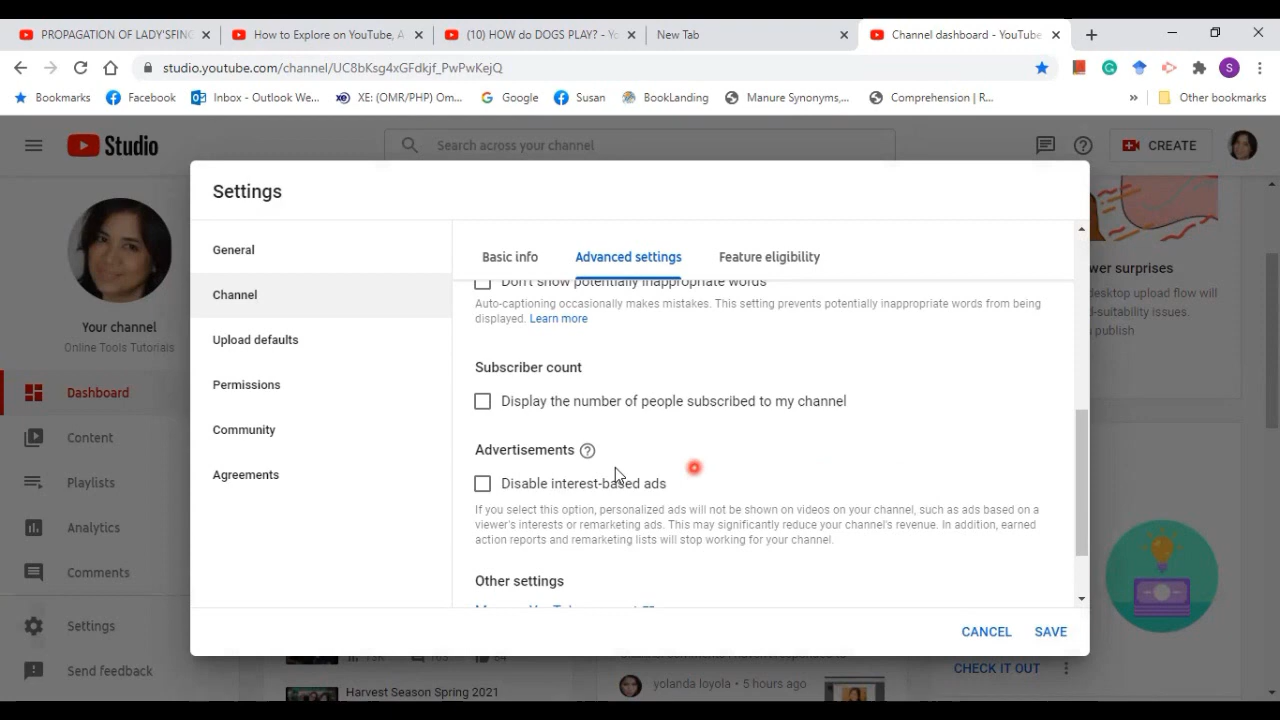 PROPAGATION OF LADY'SFIN
How to Explore on YouTube, A
(10) HOW do DOGS PLAY? - Yo
New Tab
Channel dashboard - YouTube
studio.youtube.com/channel/UC8bKsg4xGFdkjf_PwPwKejQ
S
Bookmarks
Facebook
Inbox - Outlook We...
XE: (OMR/PHP) Om...
Google
Susan
BookLanding
Manure Synonyms,...
Comprehension | R...
»
Other bookmarks
Studio
Search across your channel
CREATE
Settings
Your channel
Online Tools Tutorials
Dashboard
Content
Playlists
Analytics
Comments
Settings
Send feedback
General
Channel
Upload defaults
Permissions
Community
Agreements
Basic info
Advanced settings
Feature eligibility
Don't show potentially inappropriate words
Auto-captioning occasionally makes mistakes. This setting prevents potentially inappropriate words from being
displayed. Learn more
Subscriber count
Display the number of people subscribed to my channel
Advertisements
Disable interest-based ads
If you select this option, personalized ads will not be shown on videos on your channel, such as ads based on a
viewer's interests or remarketing ads. This may significantly reduce your channel's revenue. In addition, earned
action reports and remarketing lists will stop working for your channel.
Other settings
CANCEL
SAVE
wer surprises
desktop upload flow will
d-suitability issues.
publish
CHECK IT OUT
Harvest Season Spring 2021
yolanda loyola • 5 hours ago